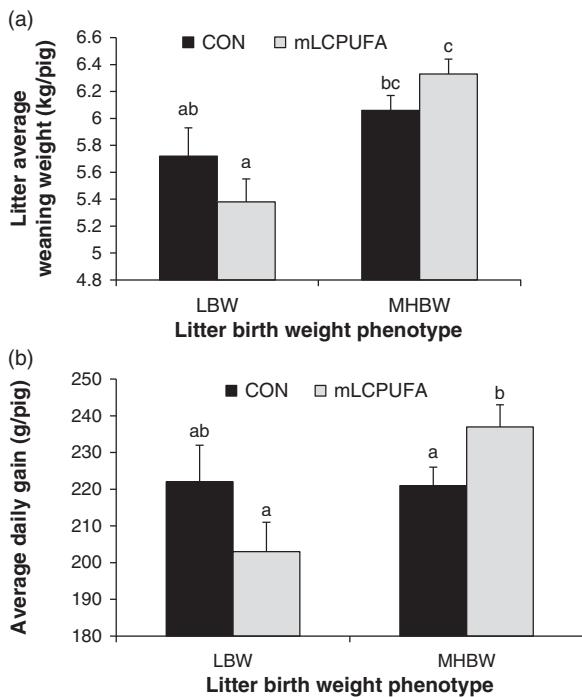 (a)
Litter average
weaning weight (kg/pig)
6.6
6.4
6.2
6
5.8
5.6
5.4
5.2
5
4.8
CON mLCPUFA
ab
a
bc
c
LBW MHBW
Litter birth weight phenotype
(b)
Average daily gain (g/pig)
250
240
230
220
210
200
190
180
CON mLCPUFA
ab
a
a
b
LBW MHBW
Litter birth weight phenotype